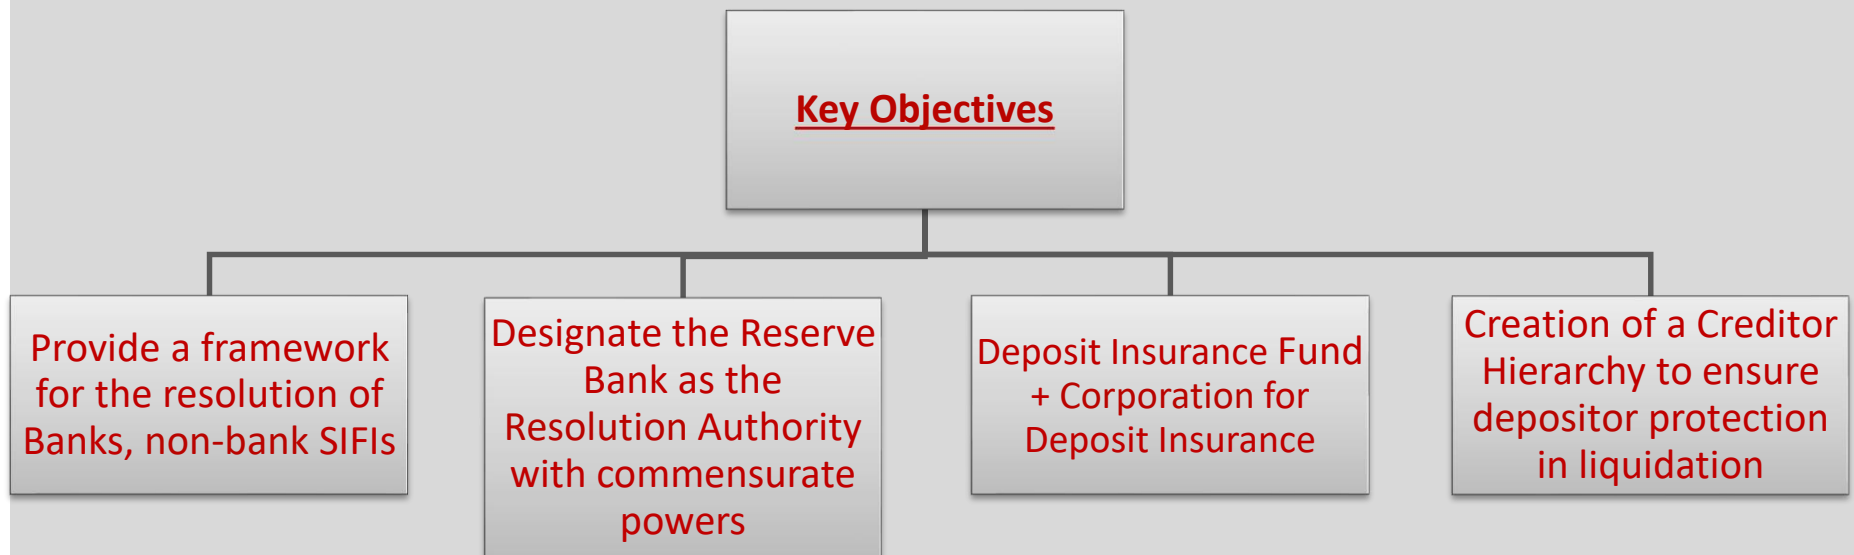 Key Objectives
Provide a framework
for the resolution of
Banks, non-bank SIFIs
Designate the Reserve
Bank as the
Resolution Authority
with commensurate
powers
Deposit Insurance Fund
+ Corporation for
Deposit Insurance
Creation of a Creditor
Hierarchy to ensure
depositor protection
in liquidation